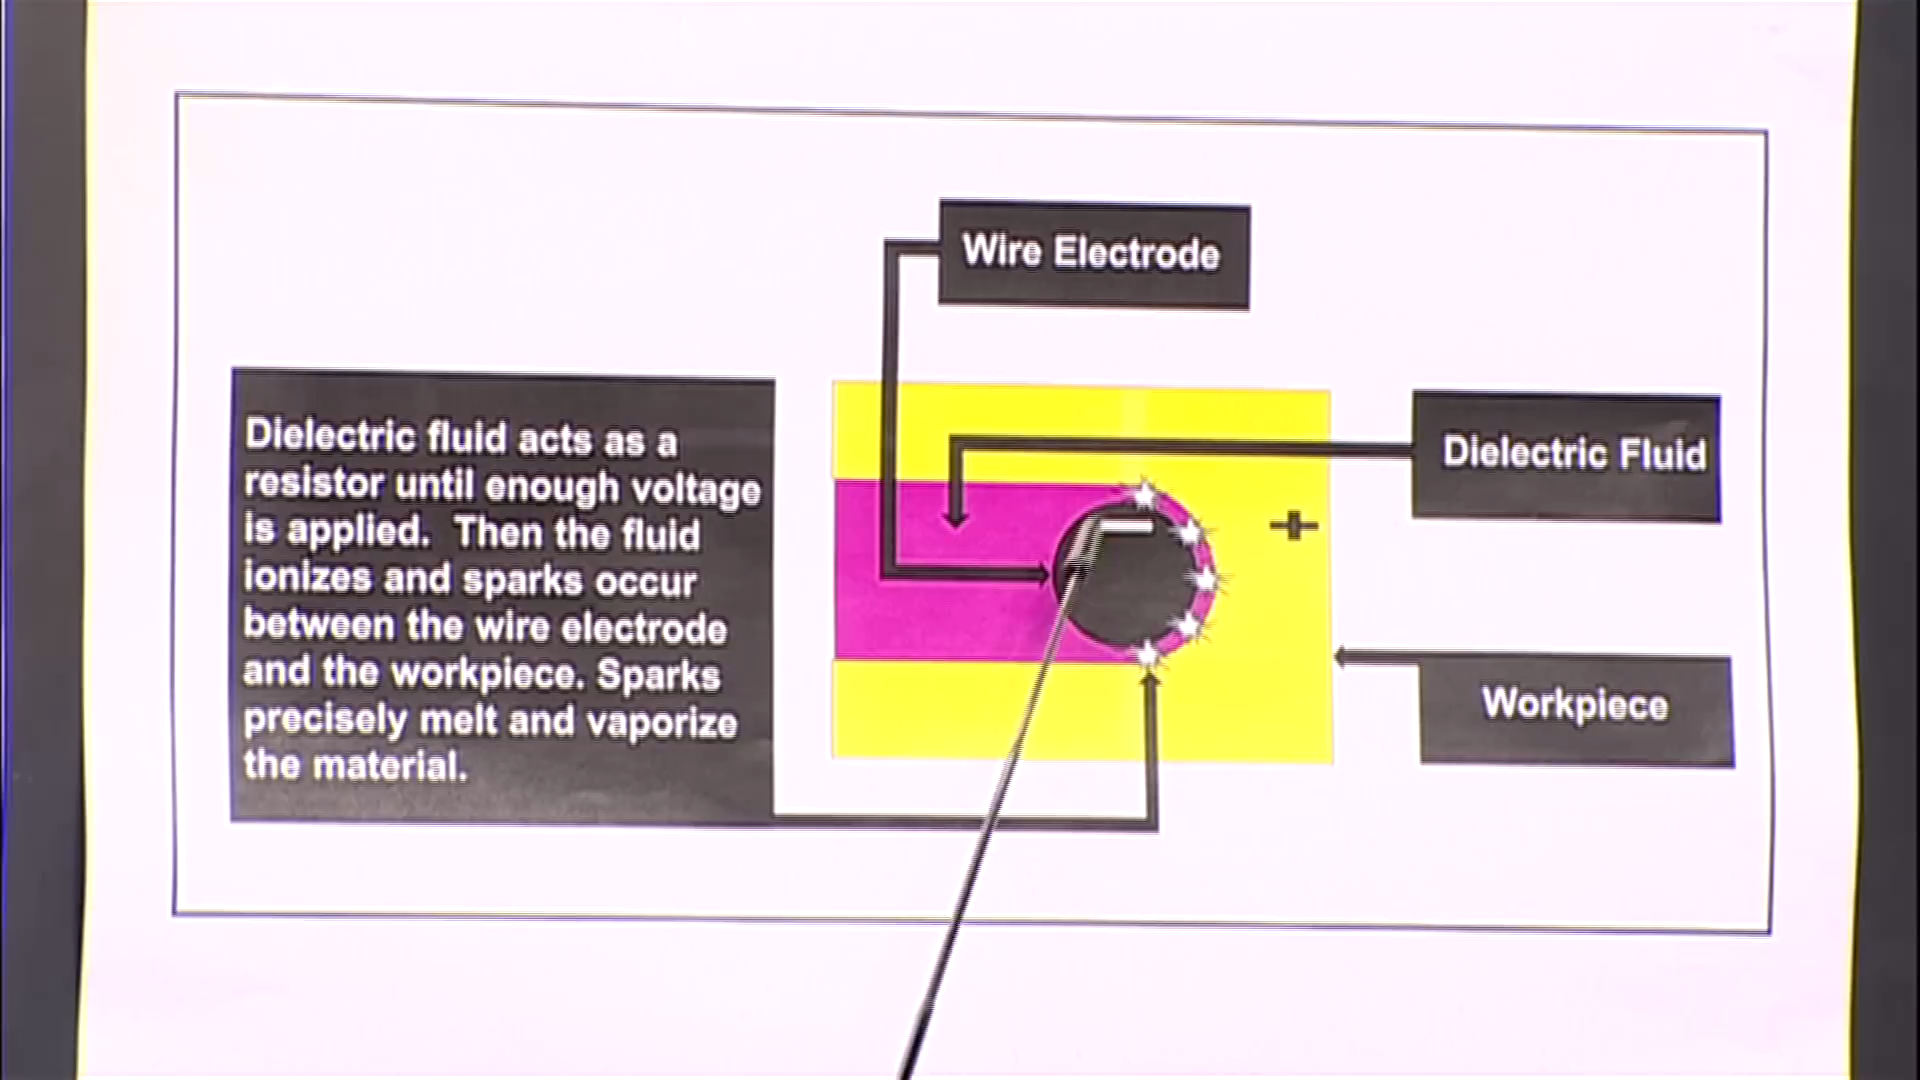 Wire Electrode
Dielectric fluid acts as a
resistor until enough voltage
is applied. Then the fluid
ionizes and sparks occur
between the wire electrode
and the workpiece. Sparks
precisely melt and vaporize
the material.
Dielectric Fluid
+
Workpiece